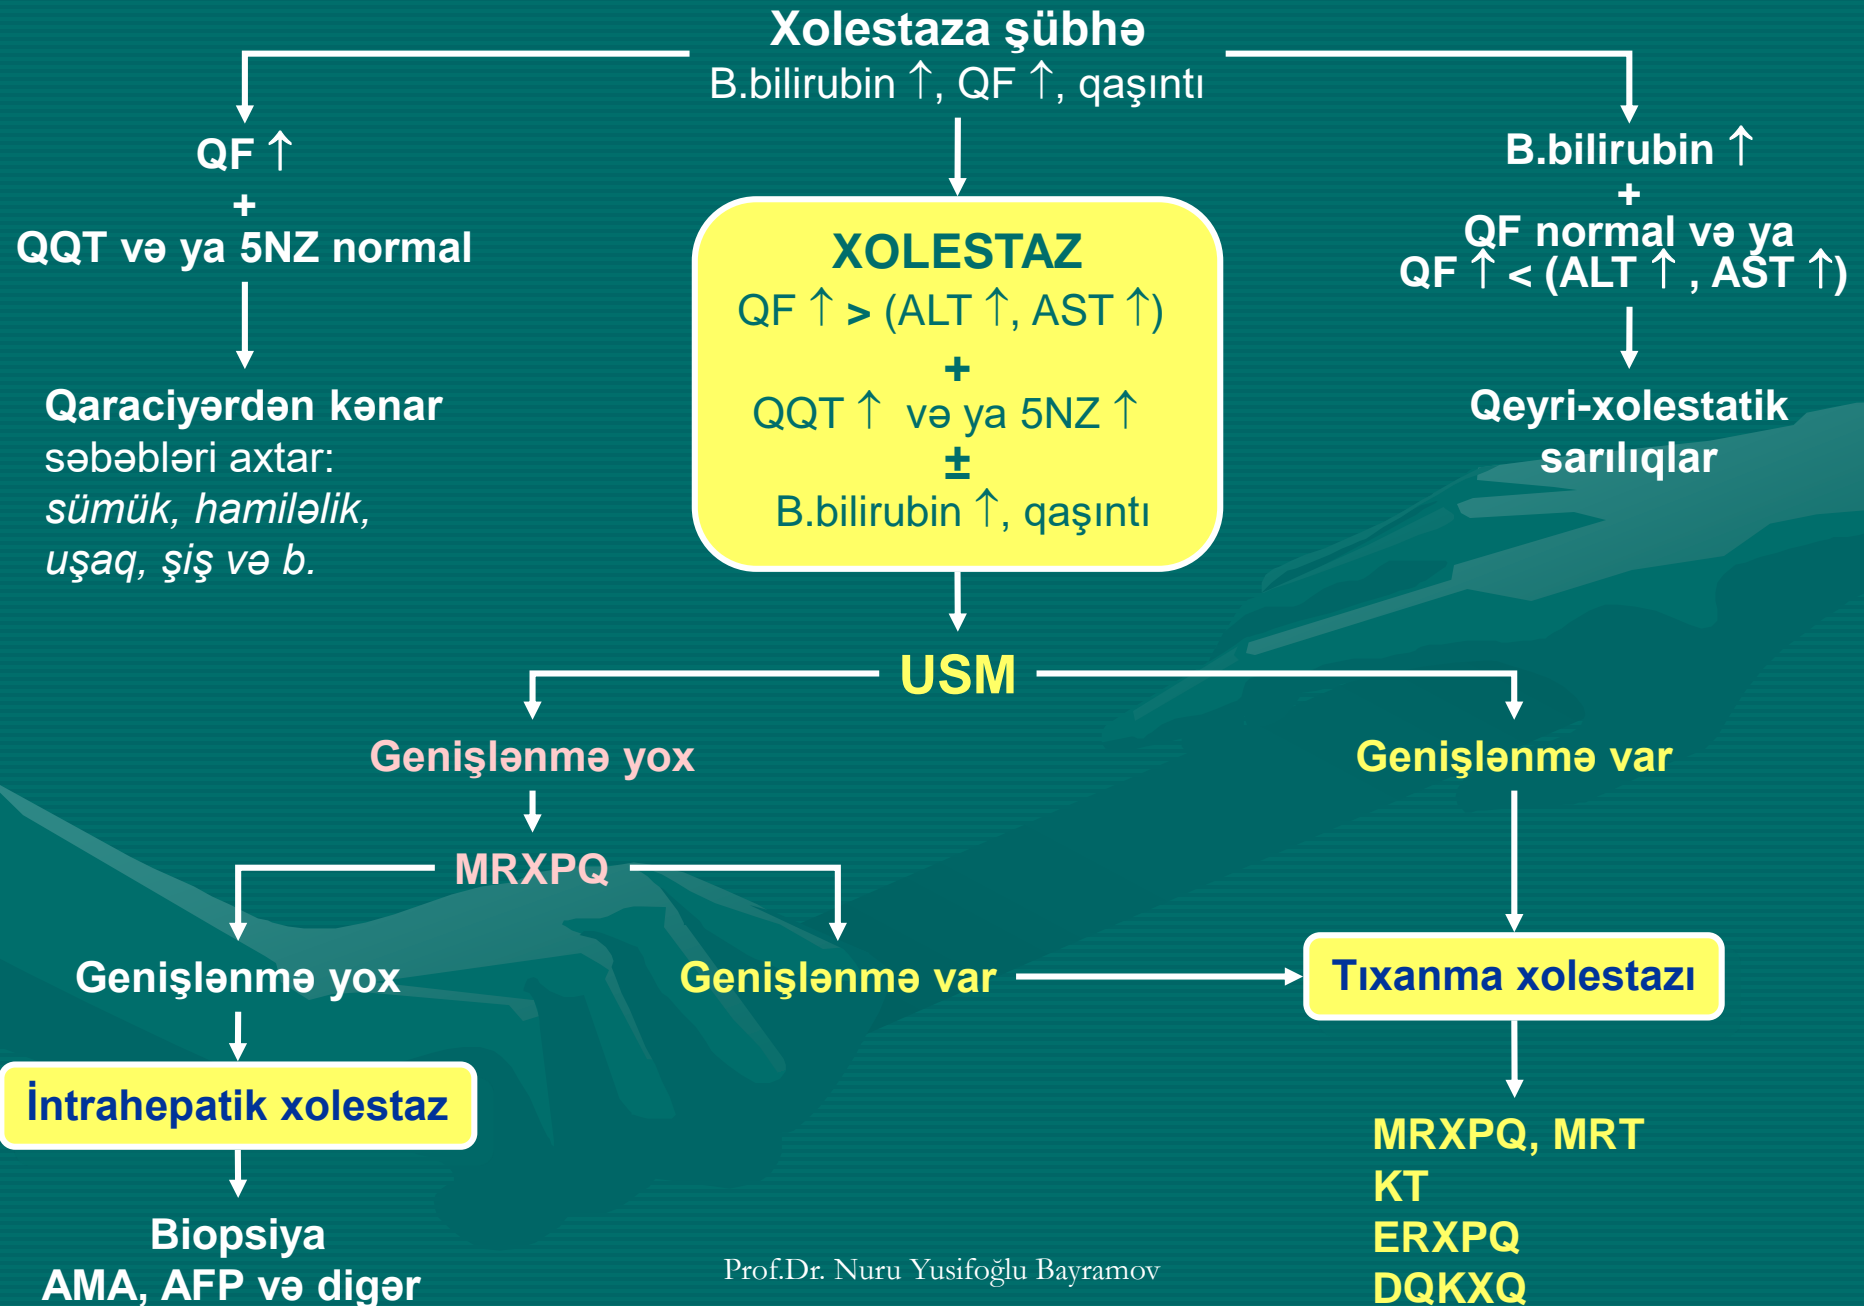 Xolestaza şübhə
B.bilirubin ↑, QF ↑, qaşıntı
QF ↑
+
QQT və ya 5NZ normal
Qaraciyərdən kənar
səbəbləri axtar:
sümük, hamiləlik,
uşaq, şiş və b.
XOLESTAZ
QF ↑ > (ALT ↑, AST ↑)
+
QQT ↑ və ya 5NZ ↑
±
B.bilirubin ↑, qaşıntı
B.bilirubin ↑
+
QF normal və ya
QF ↑ < (ALT ↑ , AST ↑)
Qeyri-xolestatik
sarılıqlar
USM
Genişlənmə yox
Genişlənmə var
MRXPQ
Genişlənmə yox
Genişlənmə var
Tıxanma xolestazı
İntrahepatik xolestaz
Biopsiya
AMA, AFP və digər
MRXPQ, MRT
KT
ERXPQ
DQKXQ
Prof.Dr. Nuru Yusifoğlu Bayramov